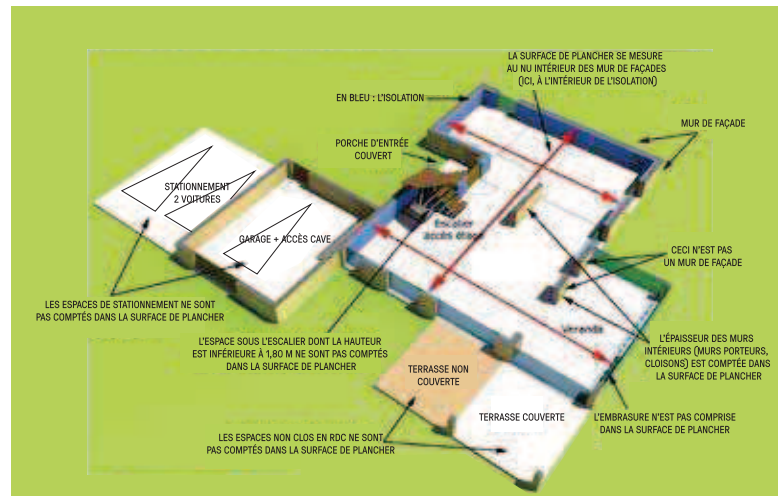 LA SURFACE DE PLANCHER SE MESURE
AU NU INTÉRIEUR DES MUR DE FAÇADES
(ICI, À L'INTÉRIEUR DE L'ISOLATION)
EN BLEU : L'ISOLATION
MUR DE FAÇADE
PORCHE D'ENTRÉE
COUVERT
STATIONNEMENT
2 VOITURES
GARAGE + ACCÈS CAVE
Escalier
accès étage
CECI N'EST PAS
UN MUR DE FAÇADE
LES ESPACES DE STATIONNEMENT NE SONT
PAS COMPTÉS DANS LA SURFACE DE PLANCHER
Veranda
L'ESPACE SOUS L'ESCALIER DONT LA HAUTEUR
EST INFÉRIEURE À 1,80 M NE SONT PAS COMPTÉS
DANS LA SURFACE DE PLANCHER
L'ÉPAISSEUR DES MURS
INTÉRIEURS (MURS PORTEURS,
CLOISONS) EST COMPTÉE DANS
LA SURFACE DE PLANCHER
TERRASSE NON
COUVERTE
TERRASSE COUVERTE
L'EMBRASURE N'EST PAS COMPRISE
DANS LA SURFACE DE PLANCHER
LES ESPACES NON CLOS EN RDC NE SONT
PAS COMPTÉS DANS LA SURFACE DE PLANCHER